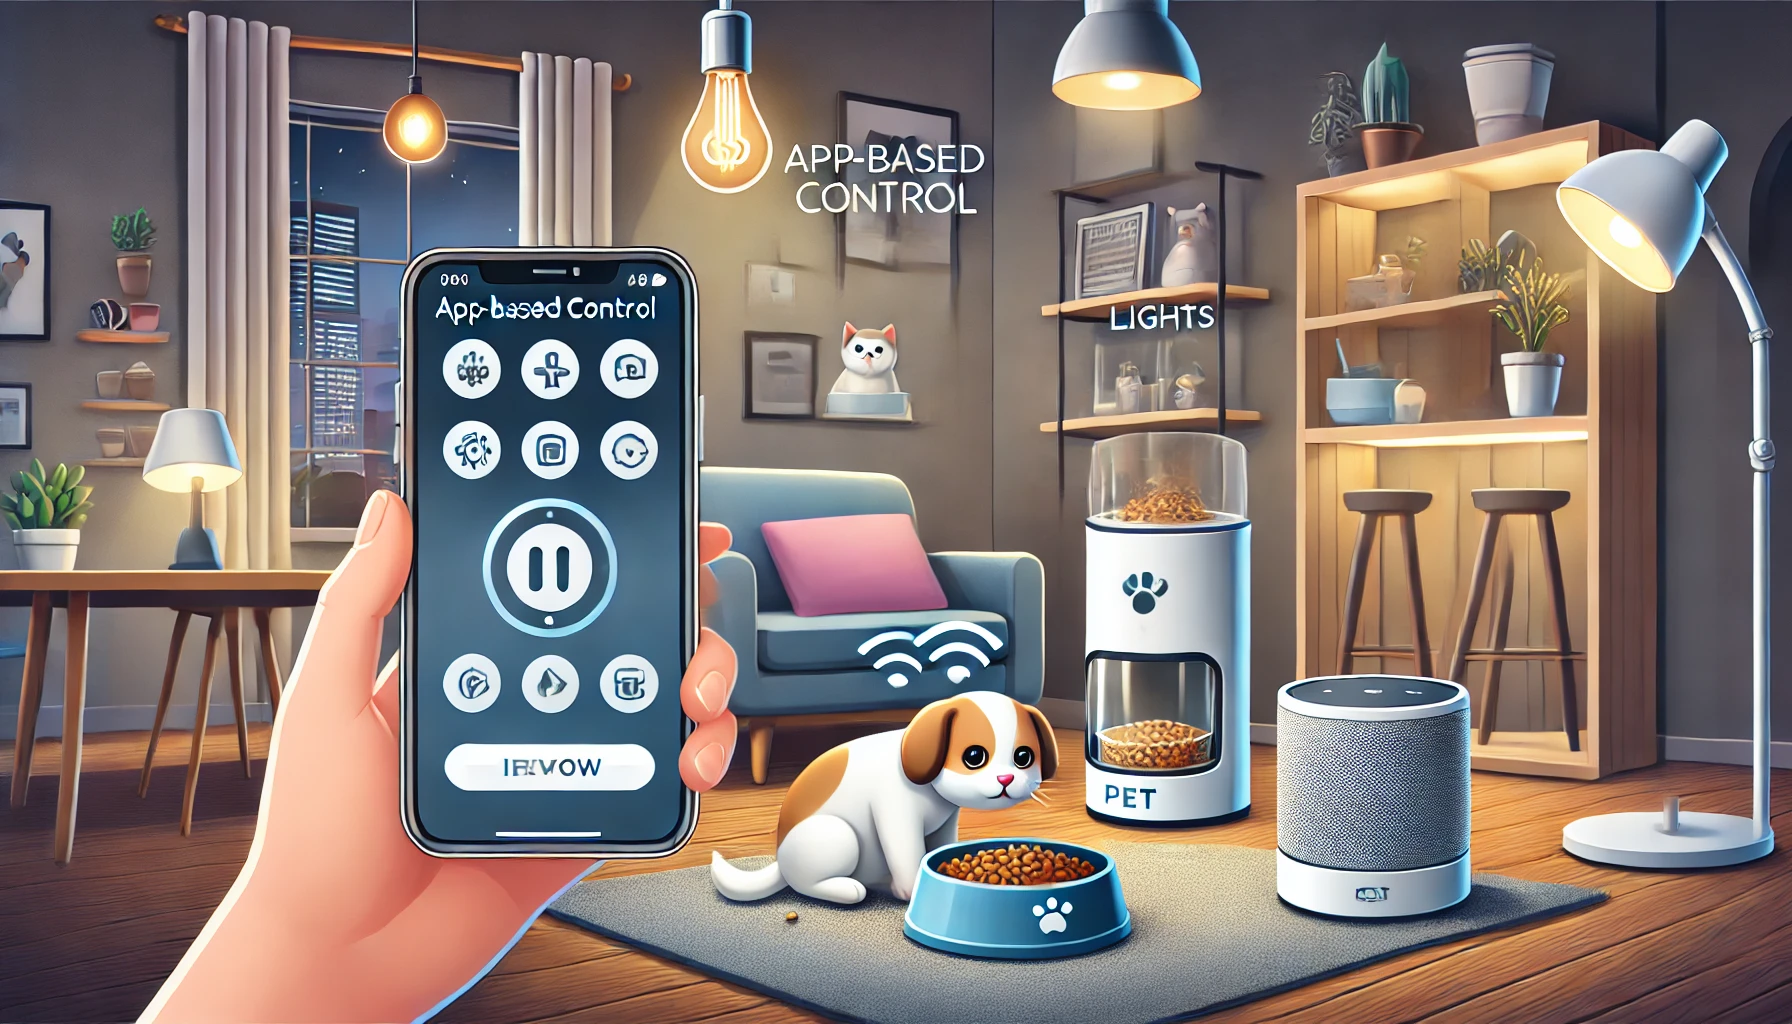 APP-BASED
CONTROL
App-based Control
LIGHTS
PET